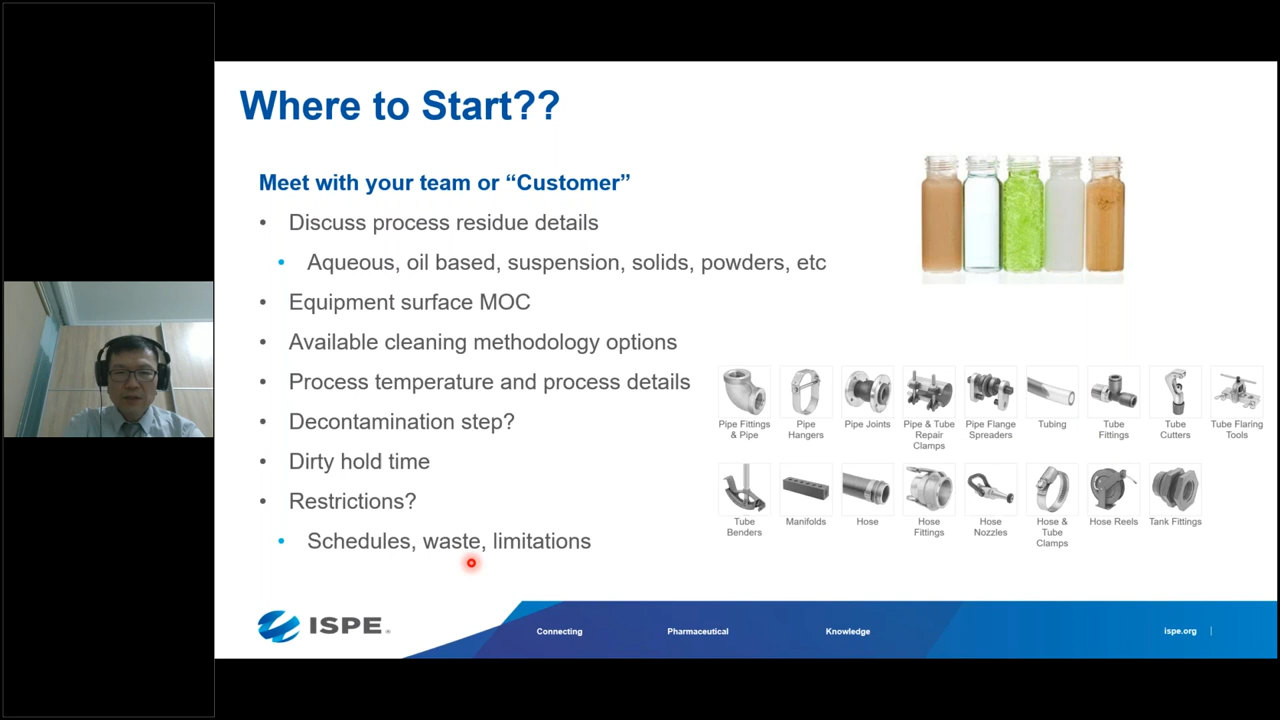 Where to Start??
Meet with your team or “Customer”
• Discuss process residue details
• Aqueous, oil based, suspension, solids, powders, etc
• Equipment surface MOC
• Available cleaning methodology options
• Process temperature and process details
• Decontamination step?
• Dirty hold time
• Restrictions?
• Schedules, waste, limitations
Pipe Fittings
& Pipe
Pipe
Hangers
Pipe Joints
Pipe & Tube
Repair
Clamps
Pipe Flange
Spreaders
Tubing
Tube
Fittings
Tube
Cutters
Tube Flaring
Tools
Tube
Benders
Manifolds
Hose
Hose
Fittings
Hose
Nozzles
Hose &
Tube
Clamps
Hose Reels
Tank Fittings
ISPE®
Connecting
Pharmaceutical
Knowledge
ispe.org |